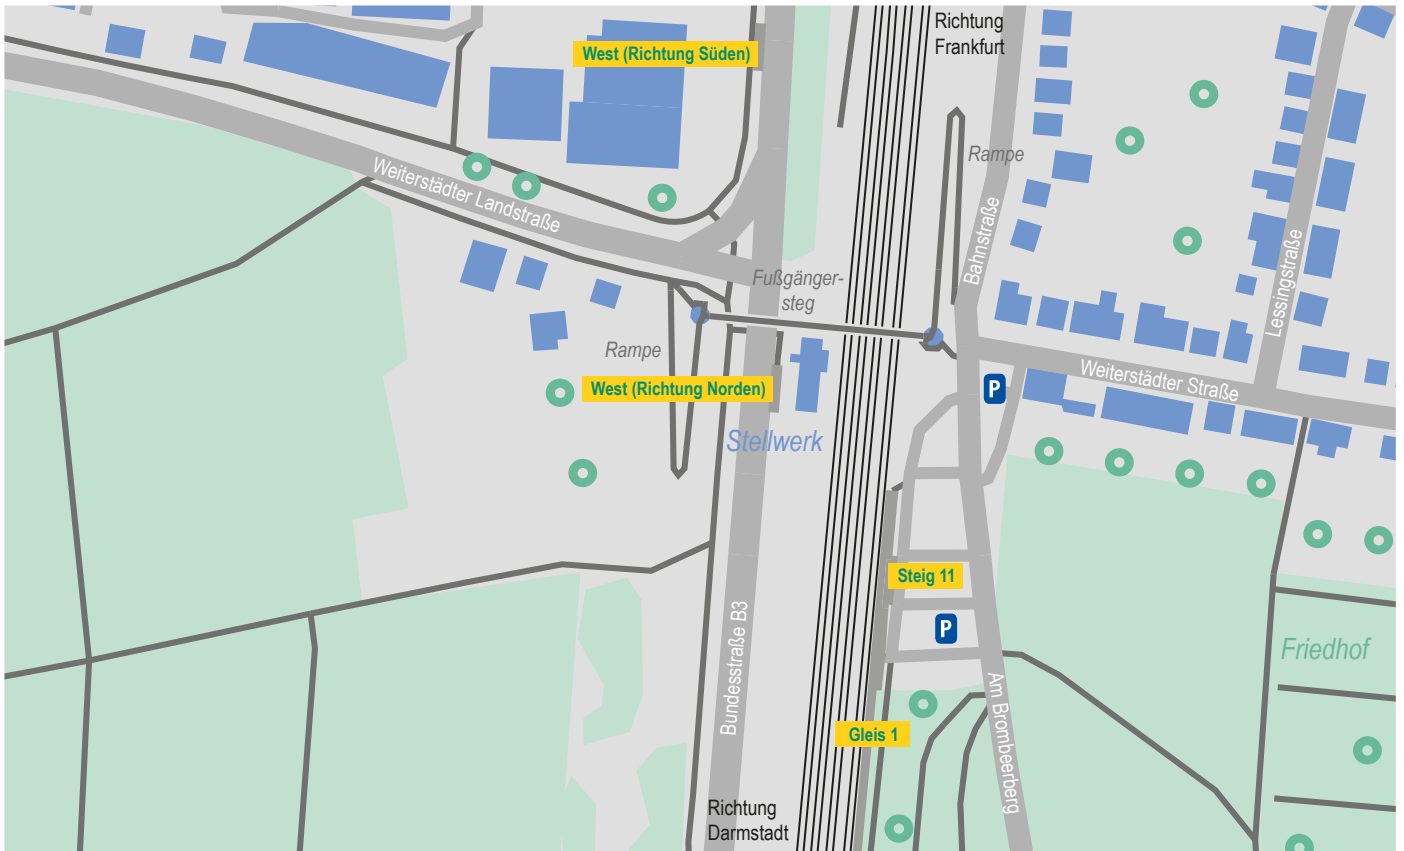 Richtung
Frankfurt
West (Richtung Süden)
Rampe
Weiterstädter Landstraße
Bahnstraße
Lessingstraße
Fußgänger-
steg
Rampe
West (Richtung Norden)
P
Weiterstädter Straße
Stellwerk
Steig 11
P
Bundesstraße B3
Friedhof
Am Brombeerberg
Gleis 1
Richtung
Darmstadt